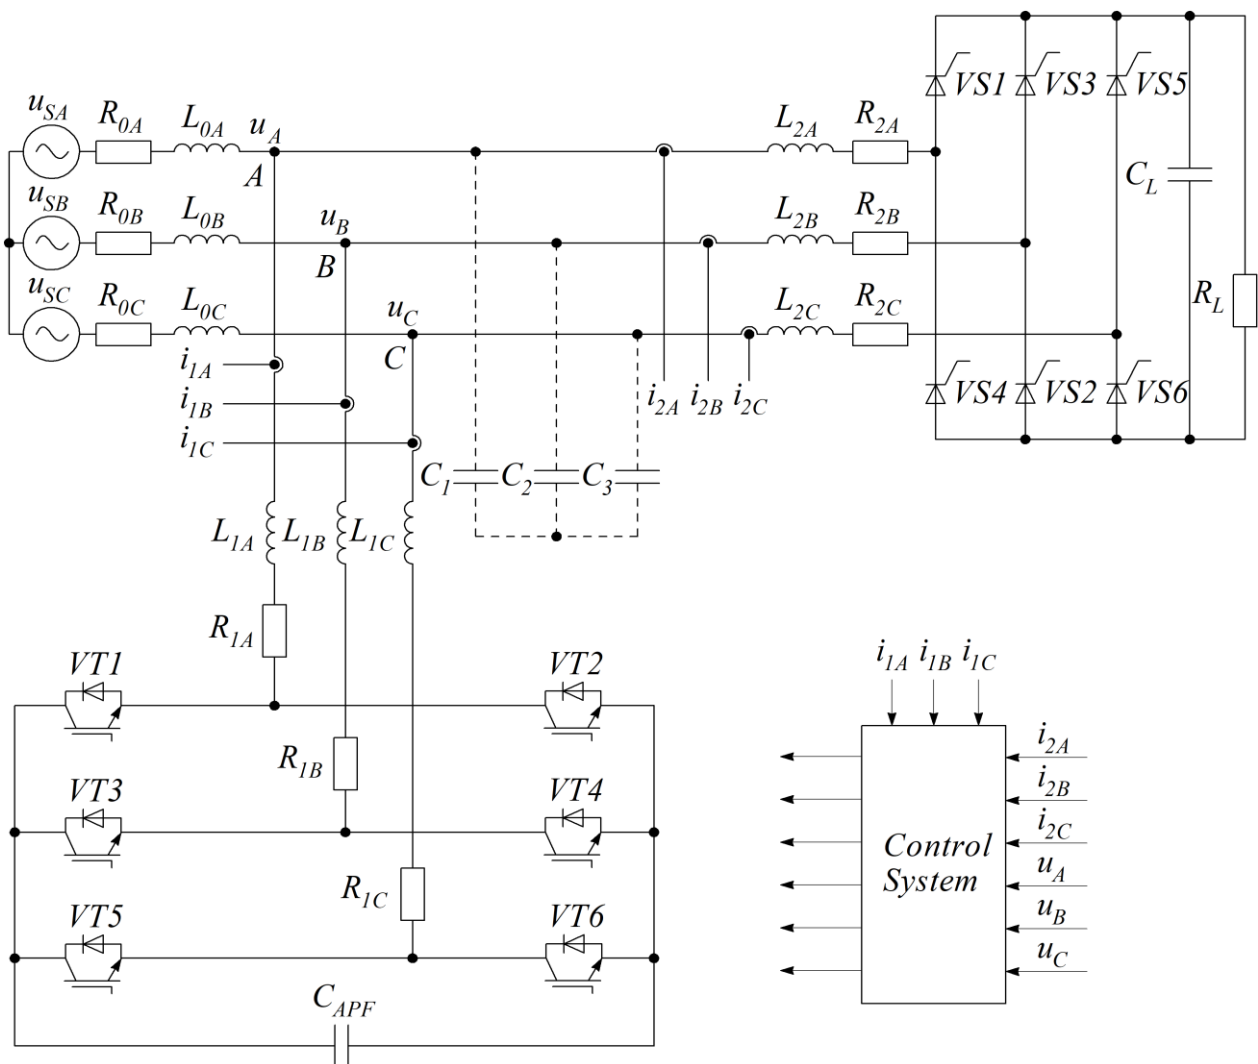 u_SA R_0A L_0A u_A A
u_SB R_0B L_0B u_B B
u_SC R_0C L_0C u_C C
L_2A R_2A
L_2B R_2B
L_2C R_2C
VS1 VS3 VS5
C_L
R_L
VS4 VS2 VS6
i_1A
i_1B
i_1C
i_2A i_2B i_2C
C_1 C_2 C_3
L_1A L_1B L_1C
R_1A
VT1 VT2
R_1B
VT3 VT4
R_1C
VT5 VT6
C_APF
i_1A i_1B i_1C
i_2A
i_2B
i_2C
u_A
u_B
u_C
Control
System